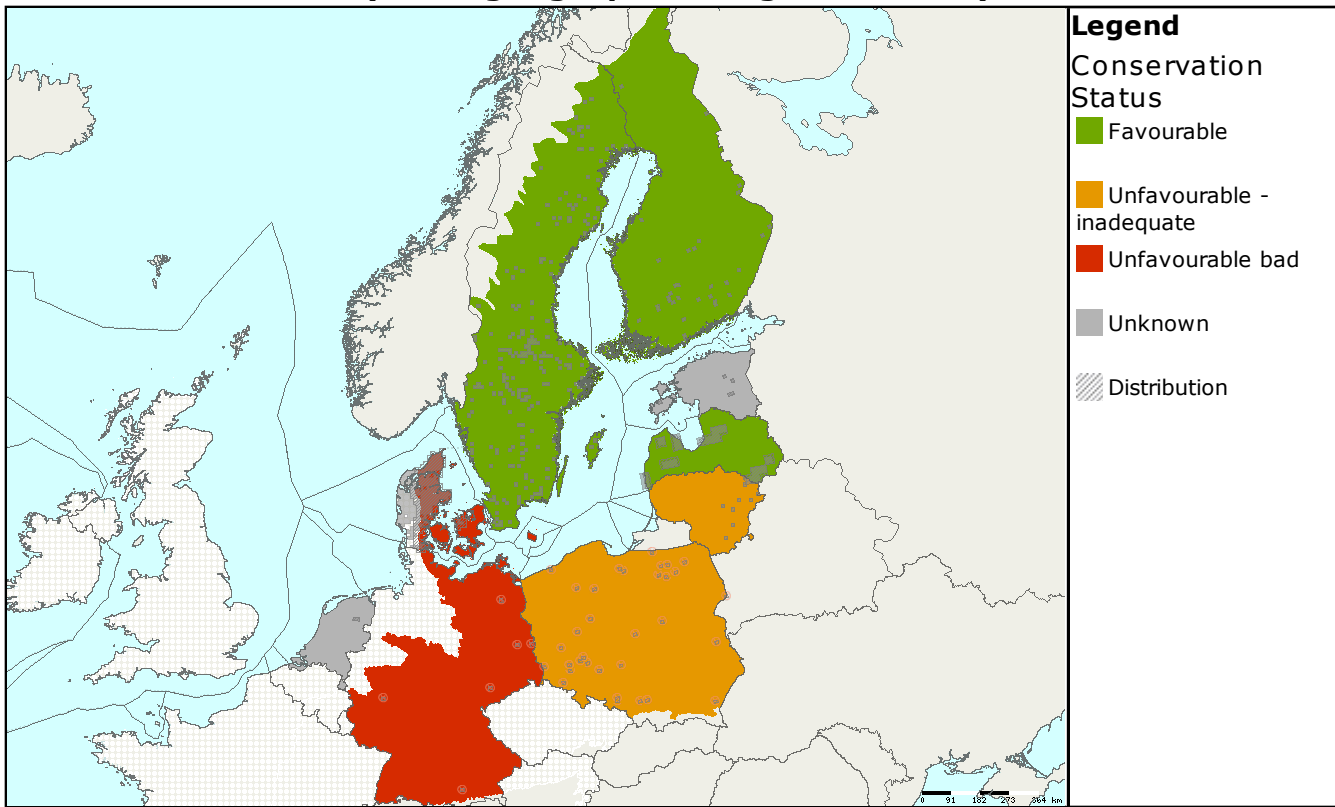 Legend
Conservation
Status
Favourable
Unfavourable -
inadequate
Unfavourable bad
Unknown
Distribution
0 91 182 273 364 km